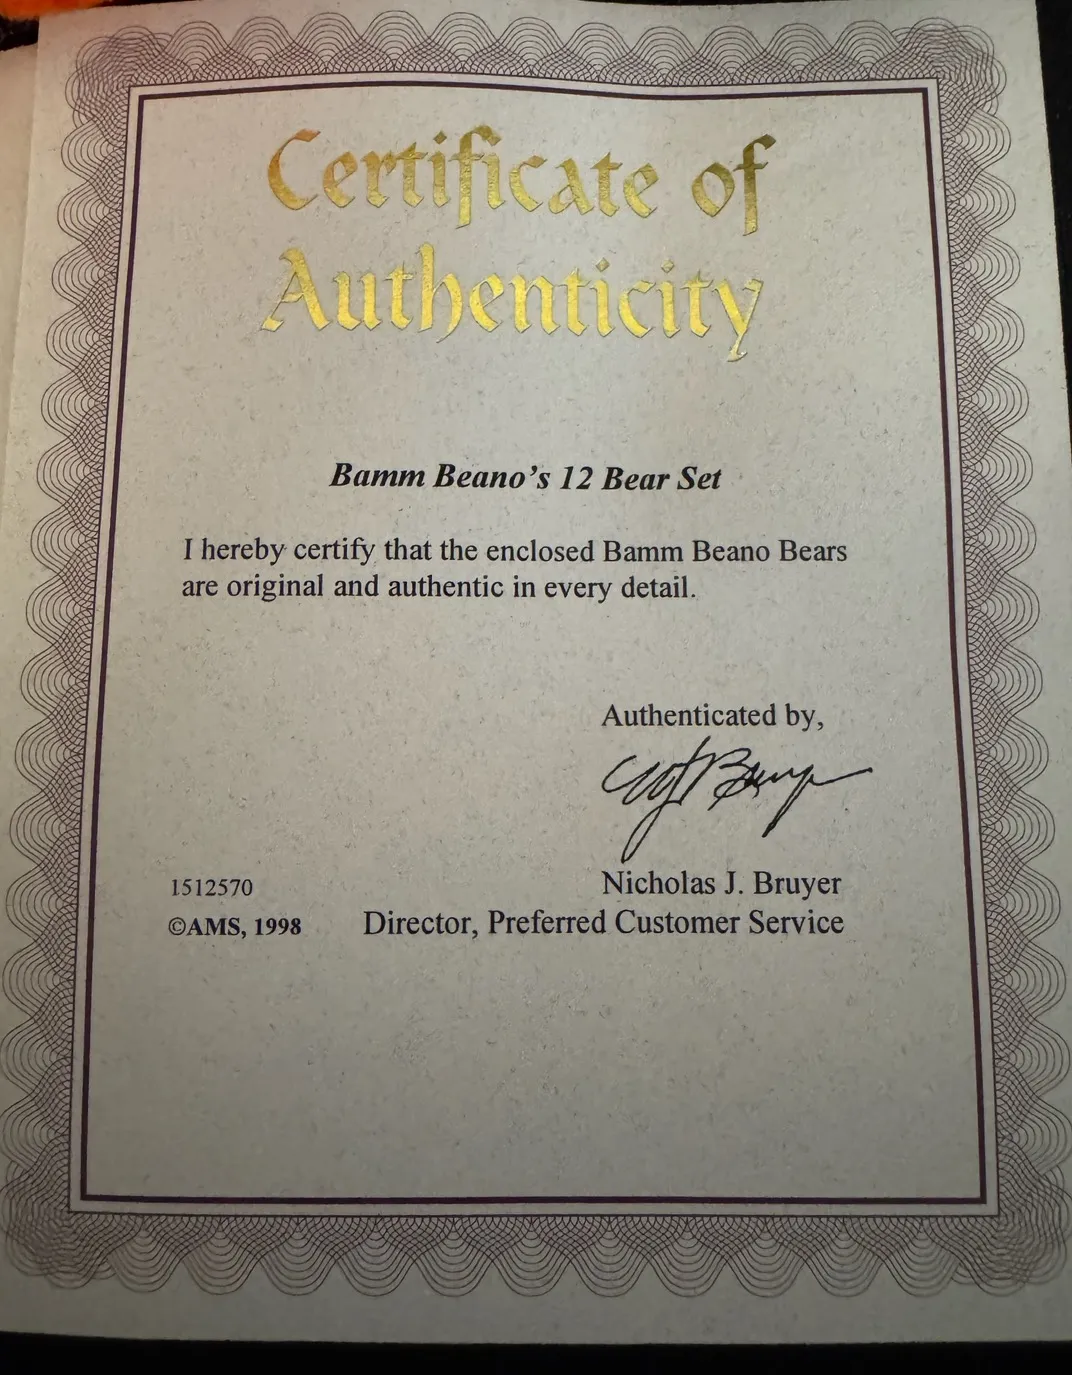 Certificate of
Authenticity
Bamm Beano's 12 Bear Set
I hereby certify that the enclosed Bamm Beano Bears
are original and authentic in every detail.
Authenticated by,
Nicholas J. Bruyer
1512570
©AMS, 1998 Director, Preferred Customer Service